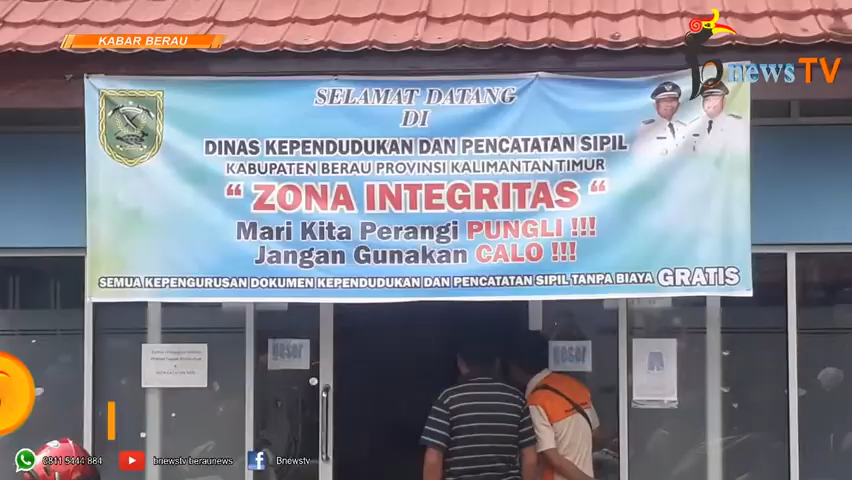 KABAR BERAU
bnewsTV
SELAMAT DATANG
DI
DINAS KEPENDUDUKAN DAN PENCATATAN SIPIL
KABUPATEN BERAU PROVINSI KALIMANTAN TIMUR
“ ZONA INTEGRITAS “
Mari Kita Perangi PUNGLI !!!
Jangan Gunakan CALO !!!
SEMUA KEPENGURUSAN DOKUMEN KEPENDUDUKAN DAN PENCATATAN SIPIL TANPA BIAYA GRATIS
geser
geser
0811 5444 884
bnewstv beraunews
Bnewstv